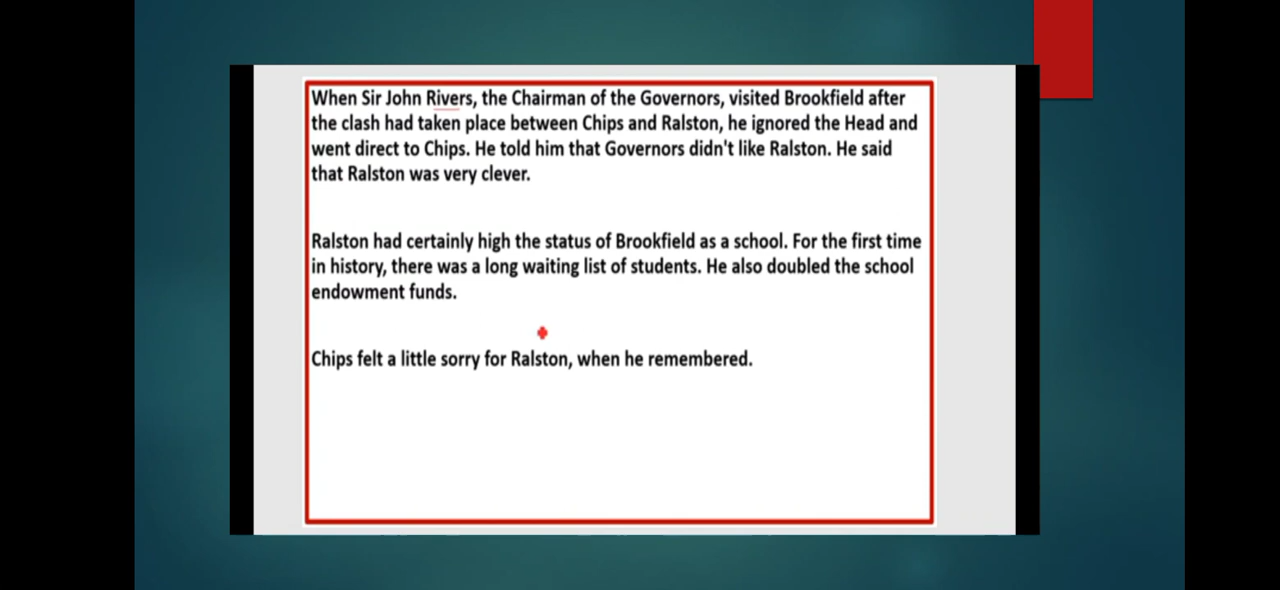 When Sir John Rivers, the Chairman of the Governors, visited Brookfield after
the clash had taken place between Chips and Ralston, he ignored the Head and
went direct to Chips. He told him that Governors didn't like Ralston. He said
that Ralston was very clever.
Ralston had certainly high the status of Brookfield as a school. For the first time
in history, there was a long waiting list of students. He also doubled the school
endowment funds.
Chips felt a little sorry for Ralston, when he remembered.